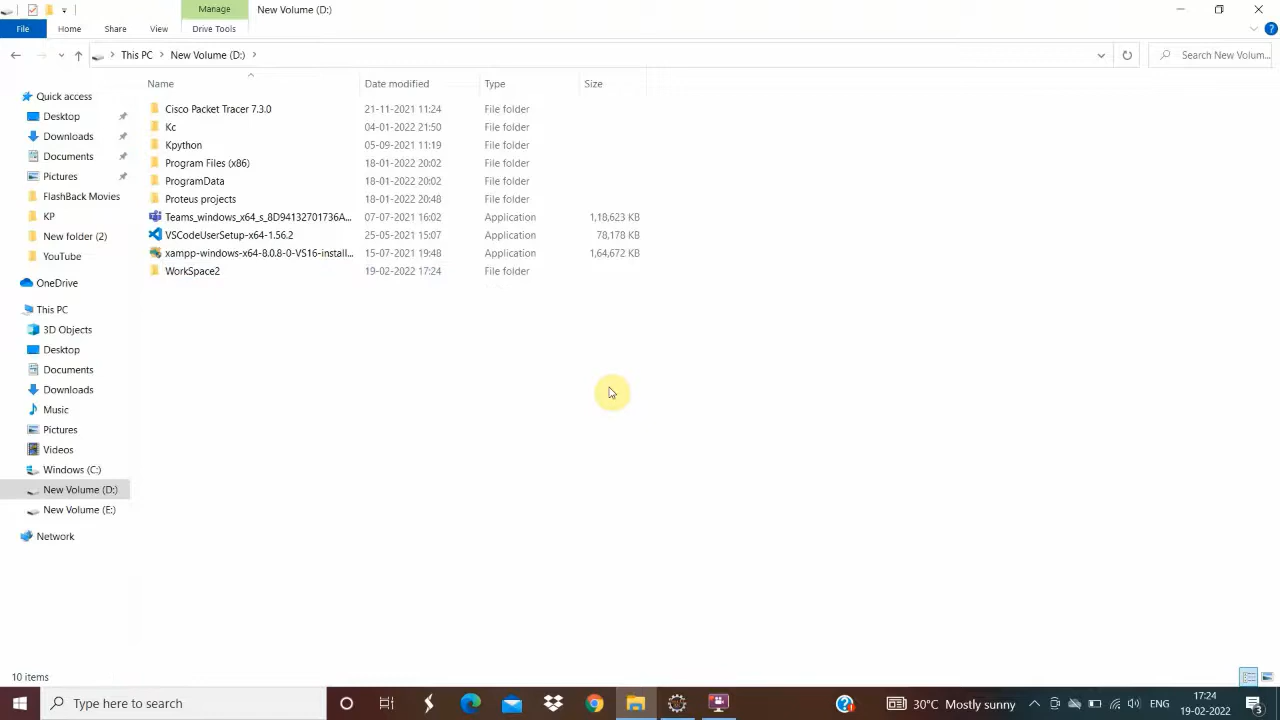 Manage
New Volume (D:)
File
Home
Share
View
Drive Tools
This PC
New Volume (D:)
Search New Volum...
Name
Date modified
Type
Size
Cisco Packet Tracer 7.3.0
21-11-2021 11:24
File folder
Kc
04-01-2022 21:50
File folder
Kpython
05-09-2021 11:19
File folder
Program Files (x86)
18-01-2022 20:02
File folder
ProgramData
18-01-2022 20:02
File folder
Proteus projects
18-01-2022 20:48
File folder
Teams_windows_x64_s_8D94132701736A...
07-07-2021 16:02
Application
1,18,623 KB
VSCodeUserSetup-x64-1.56.2
25-05-2021 15:07
Application
78,178 KB
xampp-windows-x64-8.0.8-0-VS16-install...
15-07-2021 19:48
Application
1,64,672 KB
WorkSpace2
19-02-2022 17:24
File folder
Quick access
Desktop
Downloads
Documents
Pictures
FlashBack Movies
KP
New folder (2)
YouTube
OneDrive
This PC
3D Objects
Desktop
Documents
Downloads
Music
Pictures
Videos
Windows (C:)
New Volume (D:)
New Volume (E:)
Network
10 items
Type here to search
30°C Mostly sunny
ENG
17:24
19-02-2022
3